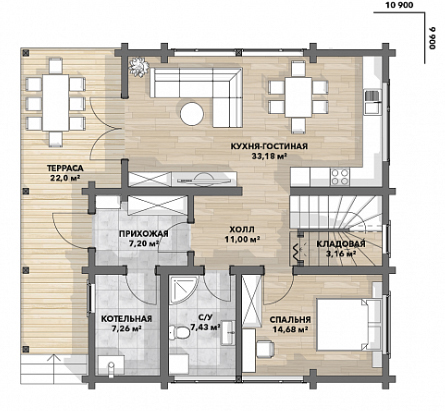 10 900
9 900
КУХНЯ-ГОСТИНАЯ
33,18 м²
ТЕРРАСА
22,0 м²
ПРИХОЖАЯ
7,20 м²
ХОЛЛ
11,00 м²
КЛАДОВАЯ
3,16 м²
КОТЕЛЬНАЯ
7,26 м²
С/У
7,43 м²
СПАЛЬНЯ
14,68 м²